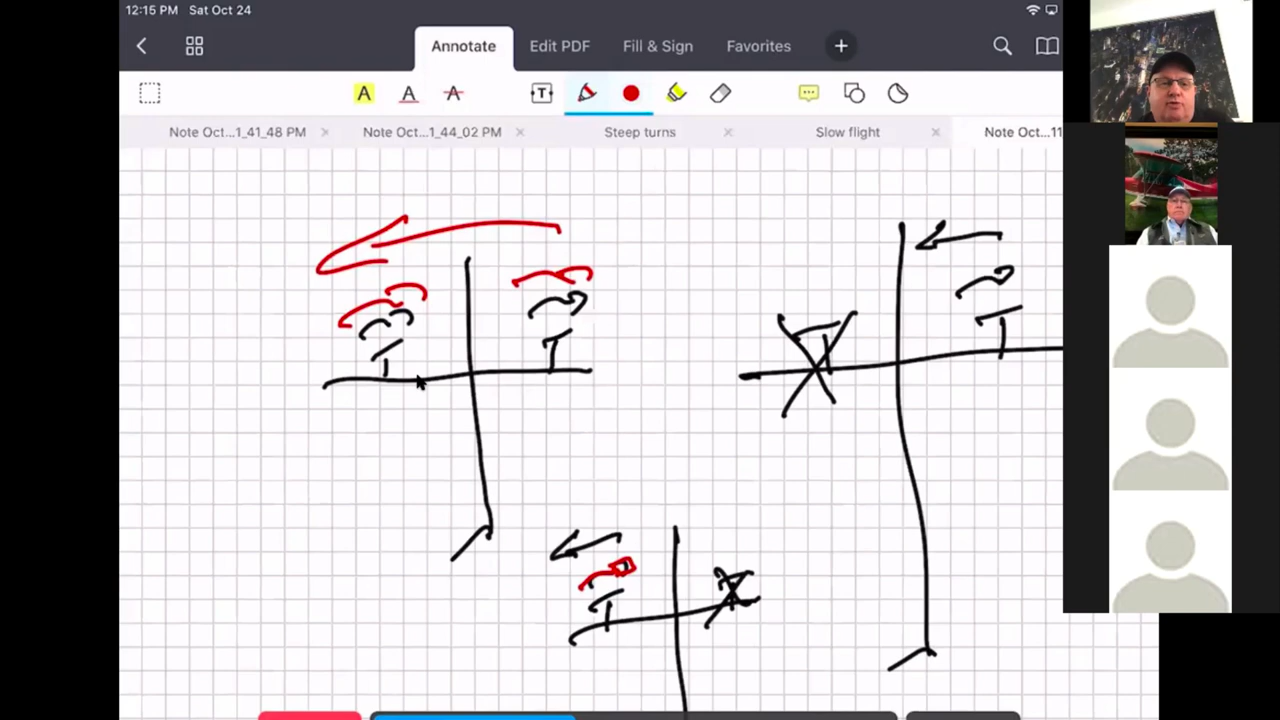 12:15 PM Sat Oct 24
Annotate Edit PDF Fill & Sign Favorites
A A A T
Note Oct...1_41_48 PM Note Oct...1_44_02 PM Steep turns Slow flight Note Oct...11